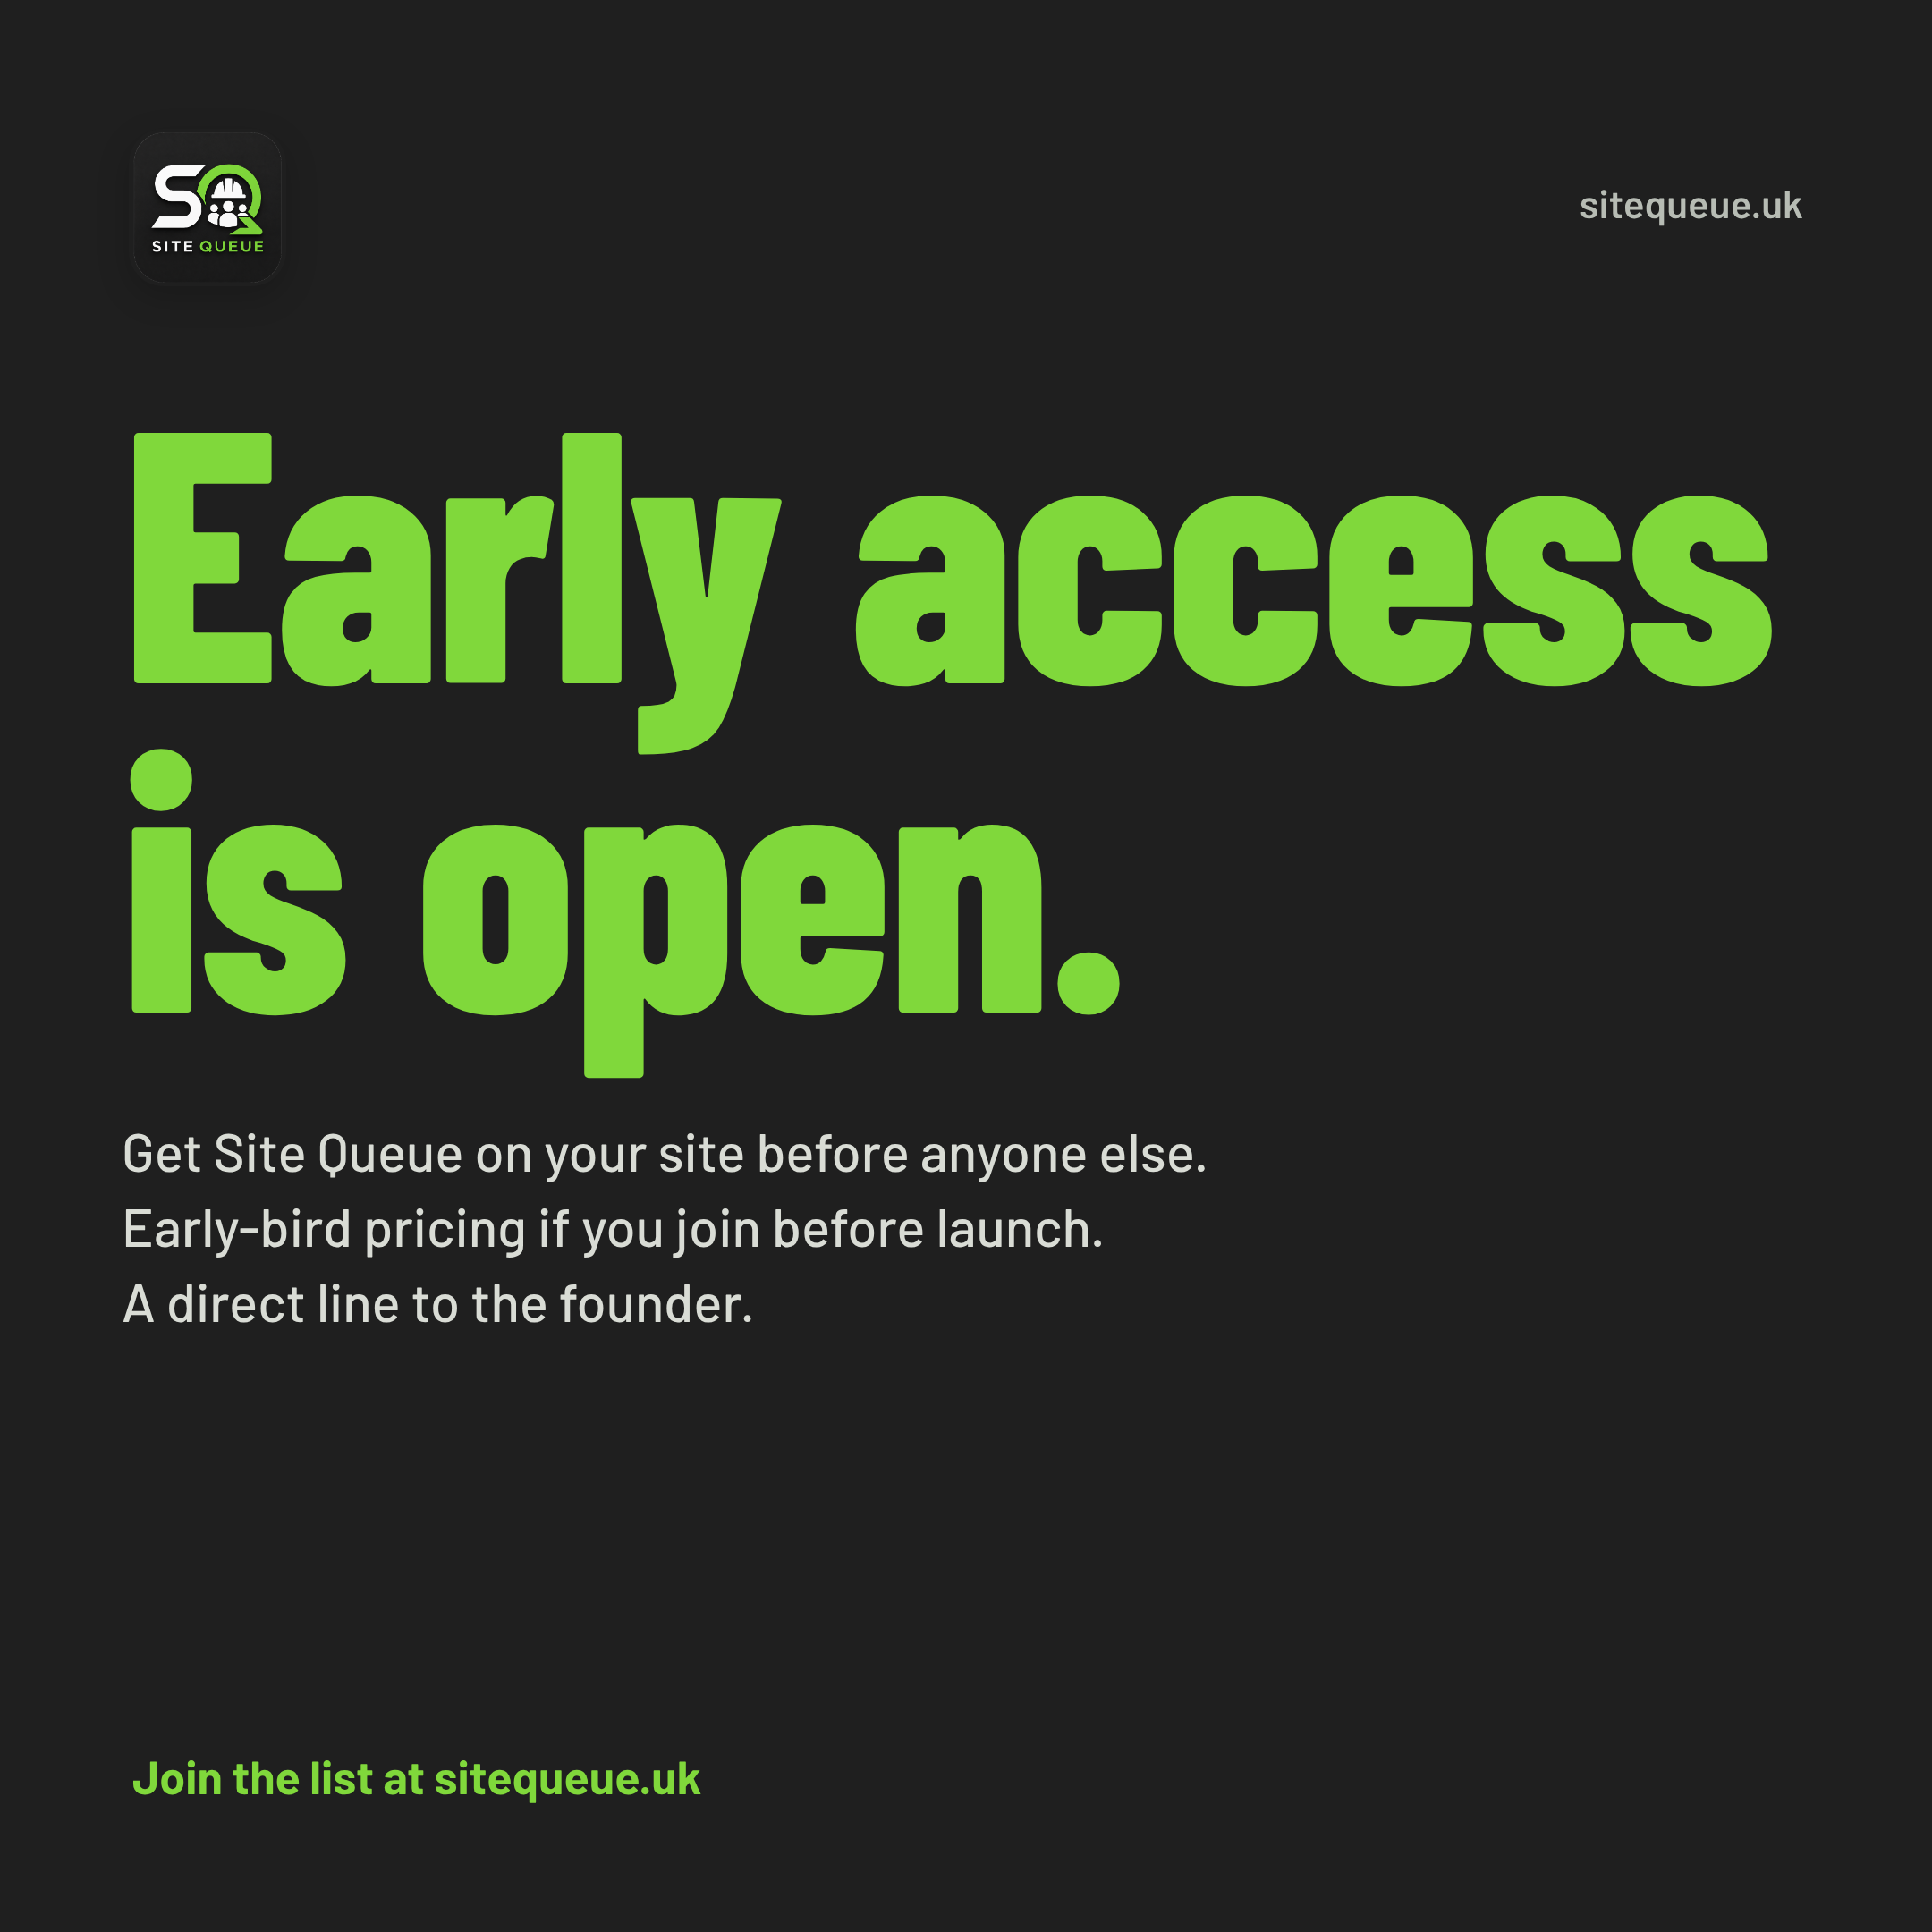 SQ
SITE QUEUE
sitequeue.uk
Early access
is open.
Get Site Queue on your site before anyone else.
Early-bird pricing if you join before launch.
A direct line to the founder.
Join the list at sitequeue.uk